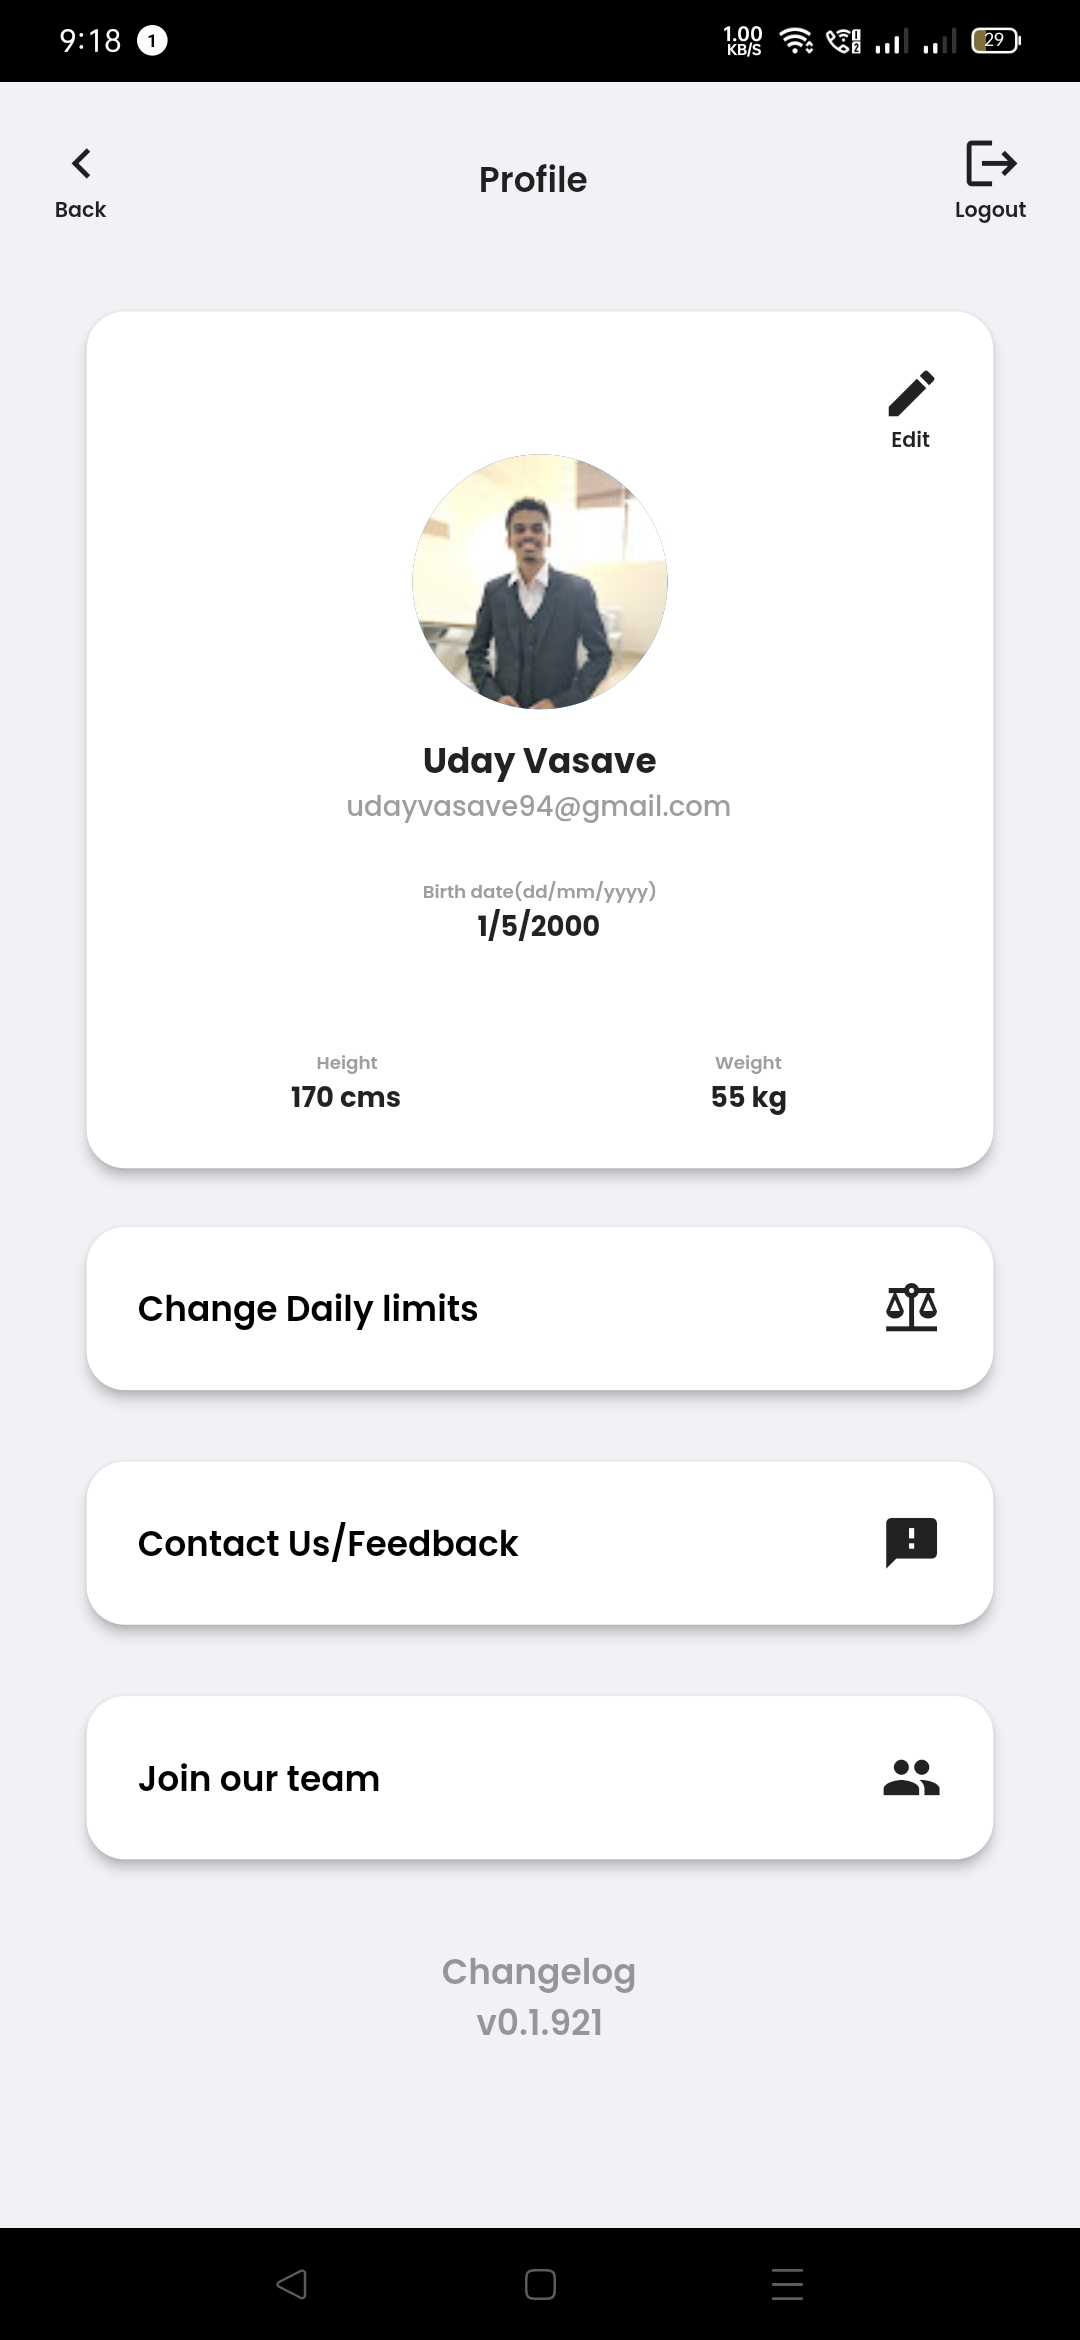 9:18 1 1.00 KB/S 1 2 29
Back
Profile
Logout
Edit
Uday Vasave
udayvasave94@gmail.com
Birth date(dd/mm/yyyy)
1/5/2000
Height Weight
170 cms 55 kg
Change Daily limits
Contact Us/Feedback
Join our team
Changelog
v0.1.921